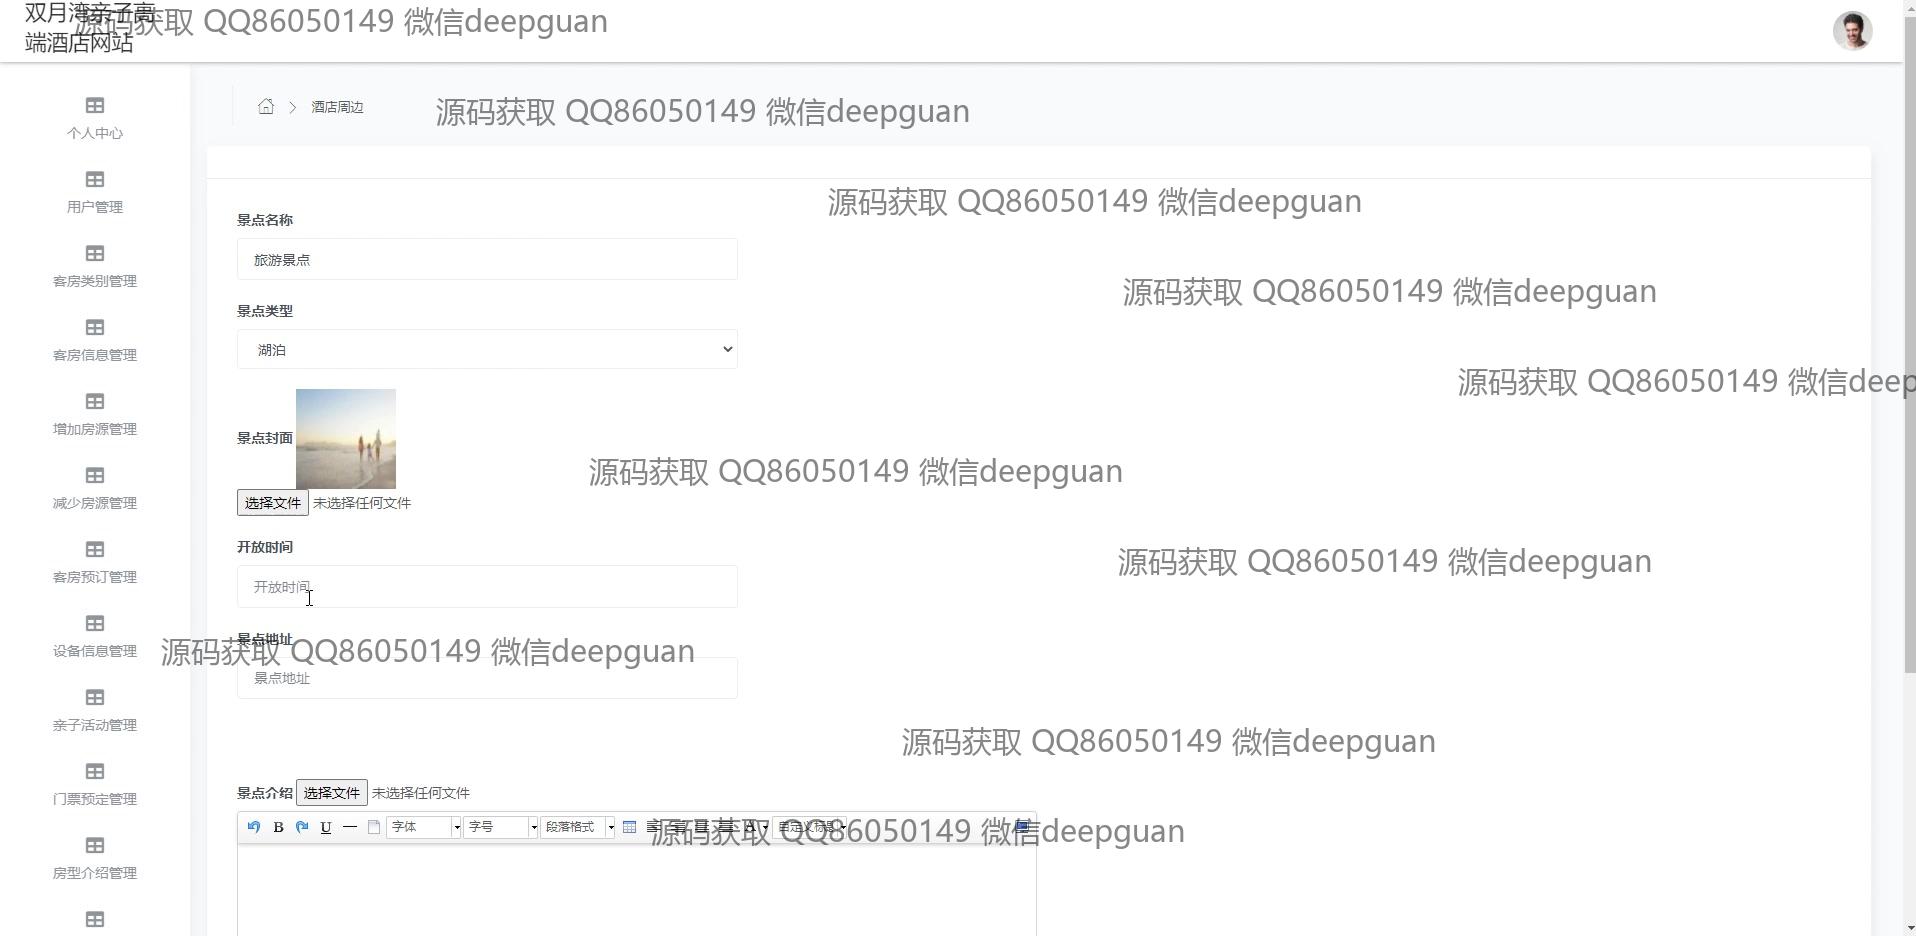 双月湾亲子高
端酒店网站
源码获取 QQ86050149 微信deepguan
酒店周边
源码获取 QQ86050149 微信deepguan
个人中心
用户管理
客房类别管理
客房信息管理
增加房源管理
减少房源管理
客房预订管理
设备信息管理
亲子活动管理
门票预定管理
房型介绍管理
源码获取 QQ86050149 微信deepguan
景点名称
旅游景点
源码获取 QQ86050149 微信deepguan
景点类型
湖泊
源码获取 QQ86050149 微信deep
景点封面
源码获取 QQ86050149 微信deepguan
选择文件 未选择任何文件
开放时间
源码获取 QQ86050149 微信deepguan
开放时间
景点地址
源码获取 QQ86050149 微信deepguan
景点地址
源码获取 QQ86050149 微信deepguan
景点介绍 选择文件 未选择任何文件
B U 字体 字号 段落格式 A 自定义标题
源码获取 QQ86050149 微信deepguan